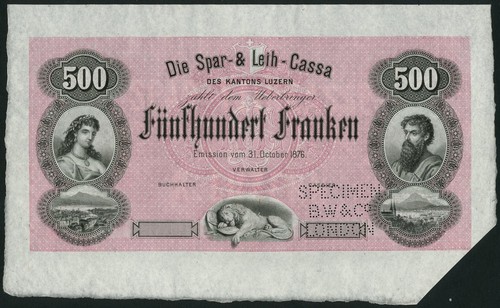 500
500
Die Spar- & Leih-Cassa
DES KANTONS LUZERN
zahlt dem Ueberbringer
Fünfhundert Franken
Emission vom 31. October 1876.
VERWALTER
BUCHHALTER
CASSIER
SPECIMEN
B.W & Co
LONDON